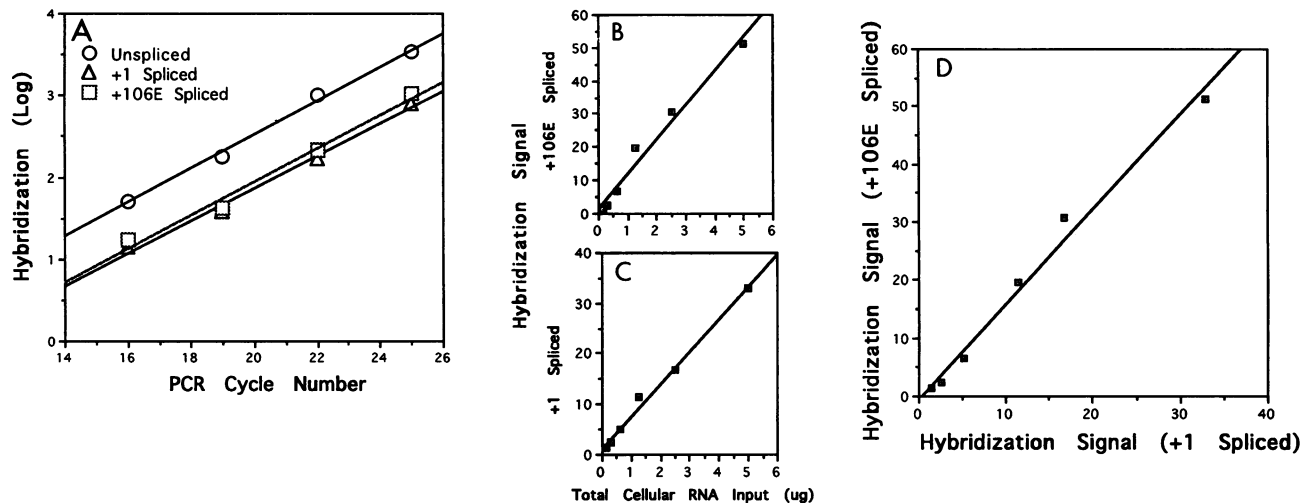 A
Unspliced
+1 Spliced
+106E Spliced
Hybridization (Log)
4
3
2
1
0
14 16 18 20 22 24 26
PCR Cycle Number
Hybridization Signal
B
+106E Spliced
60
50
40
30
20
10
0
0 1 2 3 4 5 6
C
+1 Spliced
40
30
20
10
0
0 1 2 3 4 5 6
Total Cellular RNA Input (ug)
D
Hybridization Signal (+106E Spliced)
60
50
40
30
20
10
0
0 10 20 30 40
Hybridization Signal (+1 Spliced)